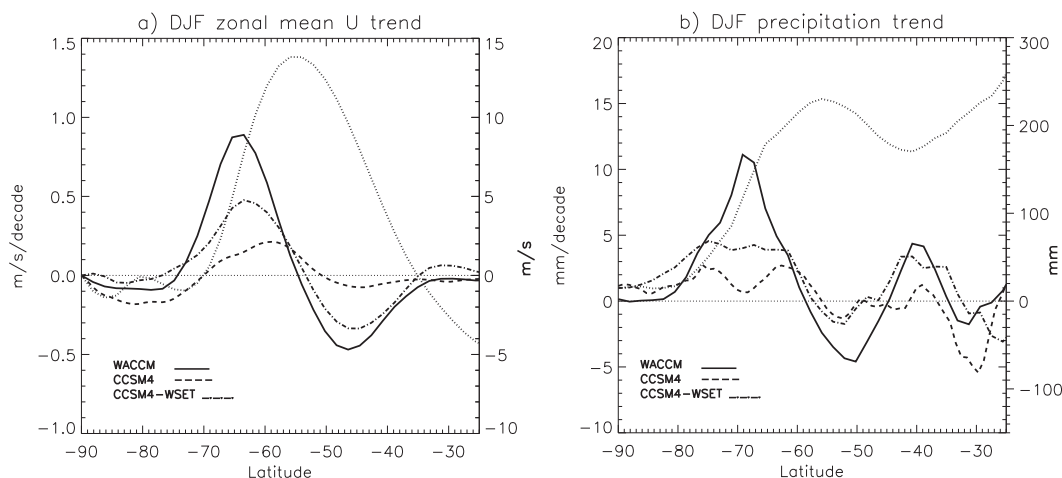 a) DJF zonal mean U trend
1.5
1.0
0.5
0.0
-0.5
-1.0
m/s/decade
15
10
5
0
-5
-10
m/s
WACCM
CCSM4
CCSM4-WSET
-90 -80 -70 -60 -50 -40 -30
Latitude
b) DJF precipitation trend
20
15
10
5
0
-5
-10
mm/decade
300
200
100
0
-100
mm
WACCM
CCSM4
CCSM4-WSET
-90 -80 -70 -60 -50 -40 -30
Latitude